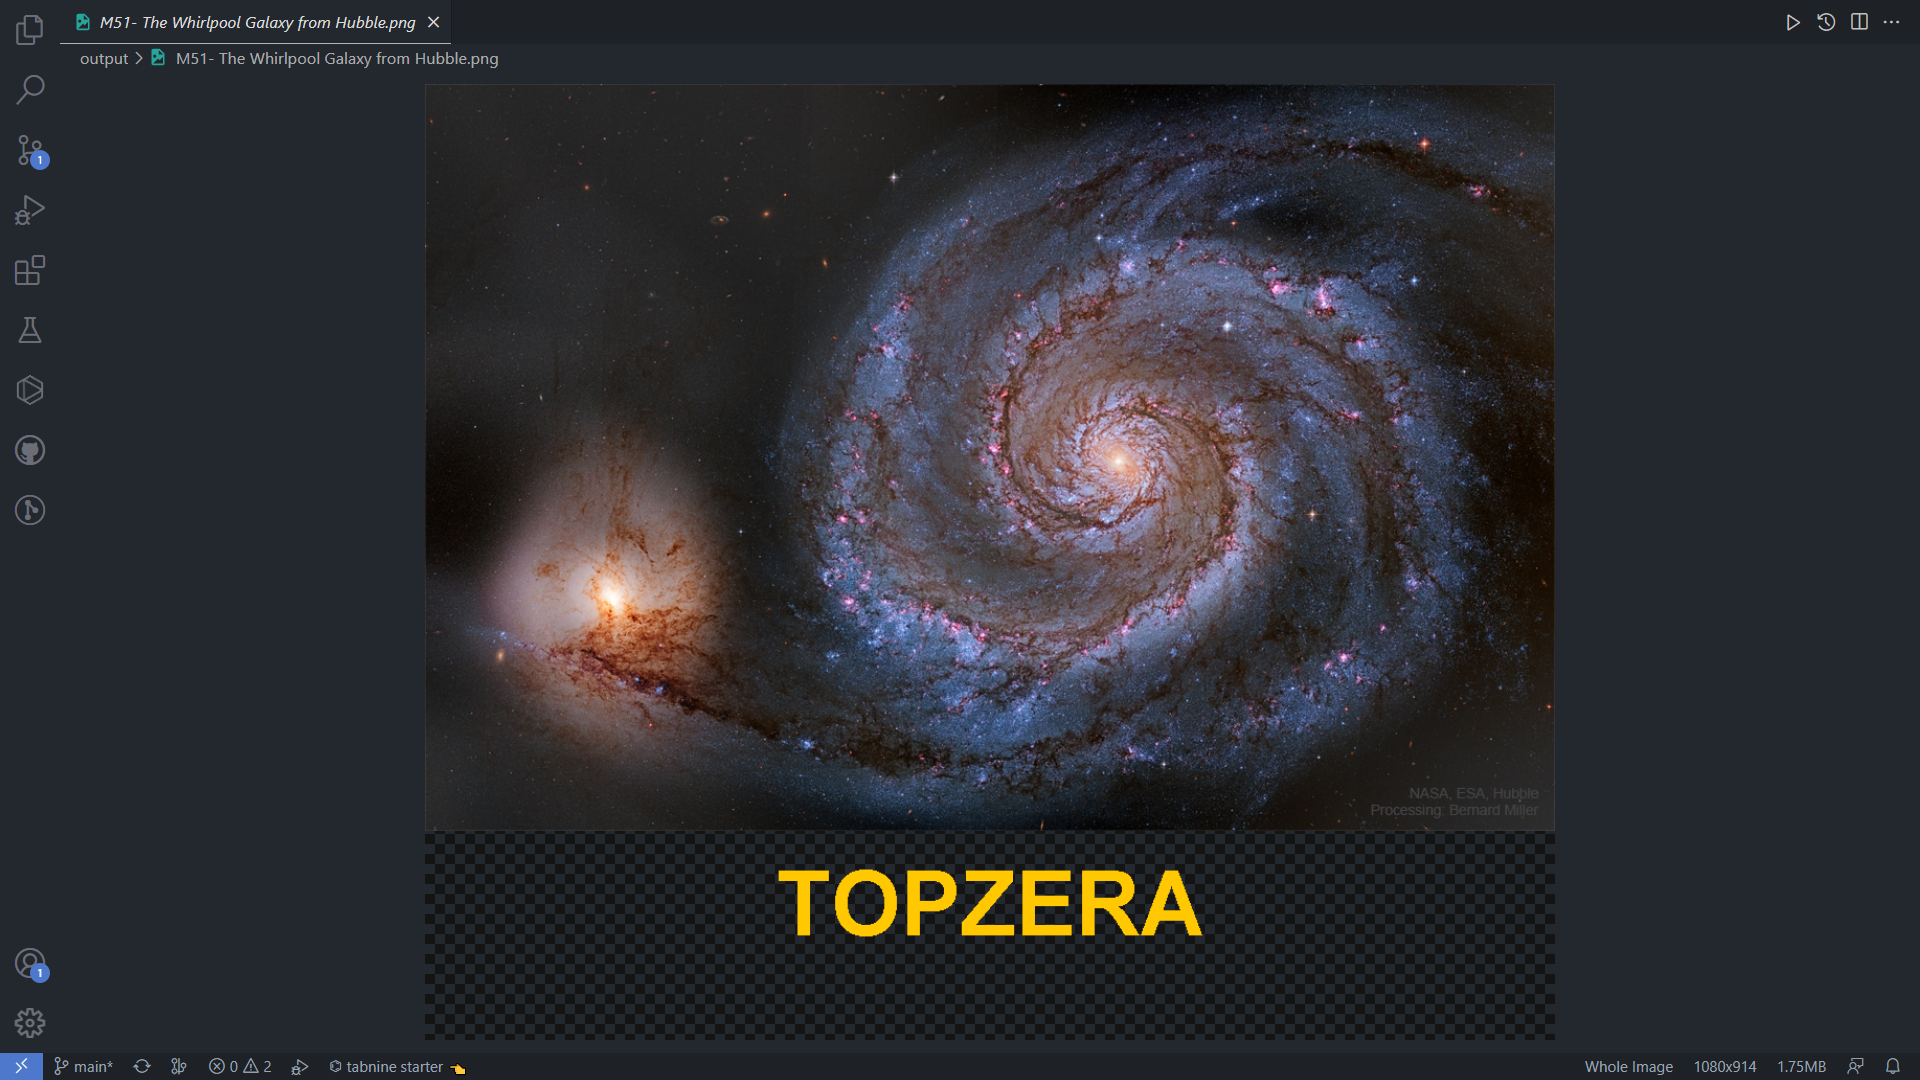 M51- The Whirlpool Galaxy from Hubble.png
output > M51- The Whirlpool Galaxy from Hubble.png
1
NASA, ESA, Hubble
Processing: Bernard Miller
TOPZERA
1
main* 0 2 tabnine starter Whole Image 1080x914 1.75MB